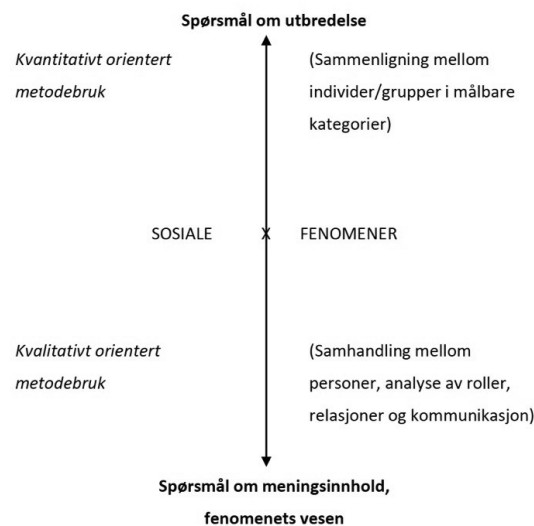 Spørsmål om utbredelse
Kvantitativt orientert
metodebruk
(Sammenligning mellom
individer/grupper i målbare
kategorier)
SOSIALE X FENOMENER
Kvalitativt orientert
metodebruk
(Samhandling mellom
personer, analyse av roller,
relasjoner og kommunikasjon)
Spørsmål om meningsinnhold,
fenomenets vesen